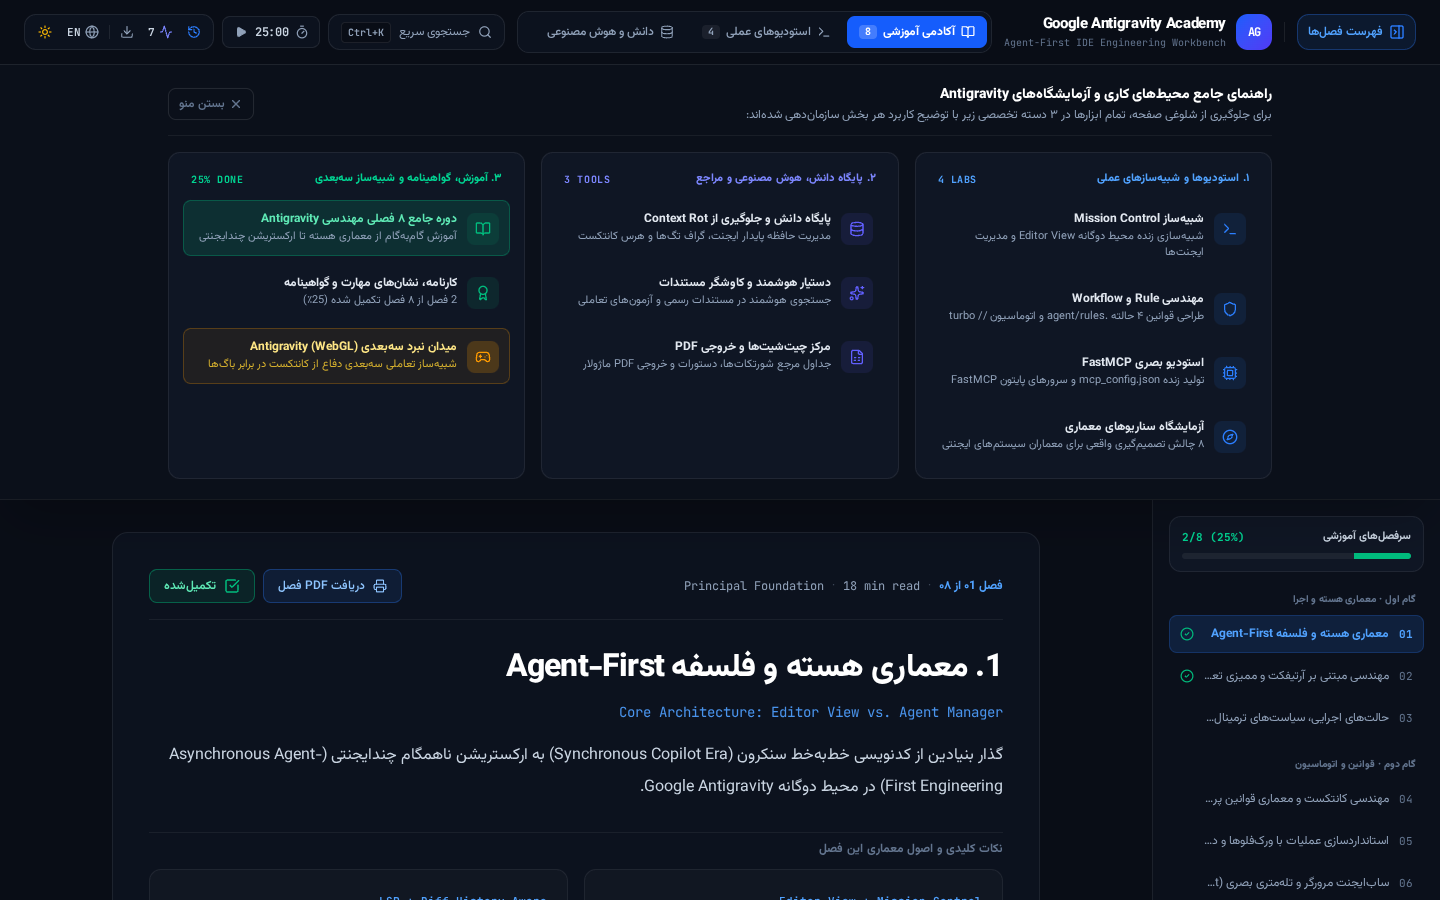 فهرست فصل‌ها
AG
Google Antigravity Academy
Agent-First IDE Engineering Workbench
آکادمی آموزشی 8
استودیوهای عملی 4
دانش و هوش مصنوعی
جستجوی سریع Ctrl+K
25:00
7
EN
راهنمای جامع محیط‌های کاری و آزمایشگاه‌های Antigravity
برای جلوگیری از شلوغی صفحه، تمام ابزارها در ۳ دسته تخصصی زیر با توضیح کاربرد هر بخش سازمان‌دهی شده‌اند:
بستن منو
۱. استودیوها و شبیه‌سازهای عملی
4 LABS
شبیه‌ساز Mission Control
شبیه‌سازی زنده محیط دوگانه Editor View و مدیریت
ایجنت‌ها
مهندسی Rule و Workflow
طراحی قوانین ۴ حالته .agent/rules و اتوماسیون // turbo
استودیو بصری FastMCP
تولید زنده mcp_config.json و سرورهای پایتون FastMCP
آزمایشگاه سناریوهای معماری
۸ چالش تصمیم‌گیری واقعی برای معماران سیستم‌های ایجنتی
۲. پایگاه دانش، هوش مصنوعی و مراجع
3 TOOLS
پایگاه دانش و جلوگیری از Context Rot
مدیریت حافظه پایدار ایجنت، گراف تگ‌ها و هرس کانتکست
دستیار هوشمند و کاوشگر مستندات
جستجوی هوشمند در مستندات رسمی و آزمون‌های تعاملی
مرکز چیت‌شیت‌ها و خروجی PDF
جداول مرجع شورتکات‌ها، دستورات و خروجی PDF ماژولار
۳. آموزش، گواهینامه و شبیه‌ساز سه‌بعدی
25% DONE
دوره جامع ۸ فصلی مهندسی Antigravity
آموزش گام‌به‌گام از معماری هسته تا ارکستریشن چندایجنتی
کارنامه، نشان‌های مهارت و گواهینامه
2 فصل از ۸ فصل تکمیل شده (25٪)
میدان نبرد سه‌بعدی Antigravity (WebGL)
شبیه‌ساز تعاملی سه‌بعدی دفاع از کانتکست در برابر باگ‌ها
سرفصل‌های آموزشی
2/8 (25%)
گام اول · معماری هسته و اجرا
01 معماری هسته و فلسفه Agent-First
02 مهندسی مبتنی بر آرتیفکت و ممیزی تعـ...
03 حالت‌های اجرایی، سیاست‌های ترمینال...
گام دوم · قوانین و اتوماسیون
04 مهندسی کانتکست و معماری قوانین پر...
05 استانداردسازی عملیات با ورک‌فلوها و د...
06 ساب‌ایجنت مرورگر و تله‌متری بصری (t...
فصل 01 از ۰۸ · 18 min read · Principal Foundation
دریافت PDF فصل
تکمیل‌شده
1. معماری هسته و فلسفه Agent-First
Core Architecture: Editor View vs. Agent Manager
گذار بنیادین از کدنویسی خط‌به‌خط سنکرون (Synchronous Copilot Era) به ارکستریشن ناهمگام چندایجنتی (Asynchronous Agent-
First Engineering) در محیط دوگانه Google Antigravity.
نکات کلیدی و اصول معماری این فصل